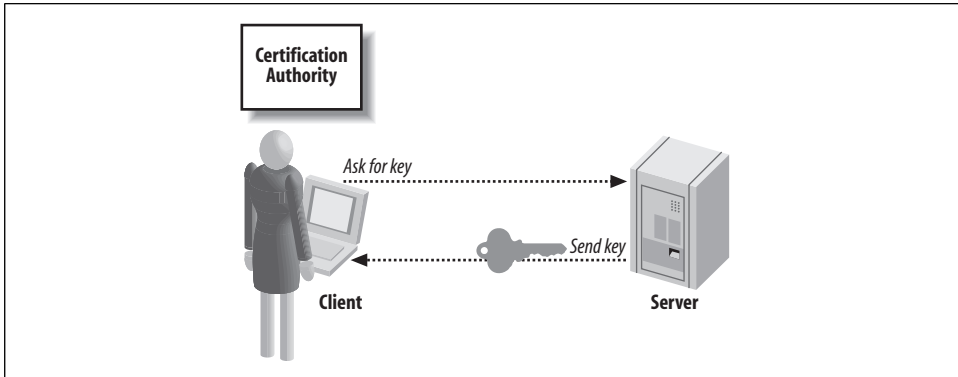 Certification
Authority
Ask for key
Send key
Client
Server